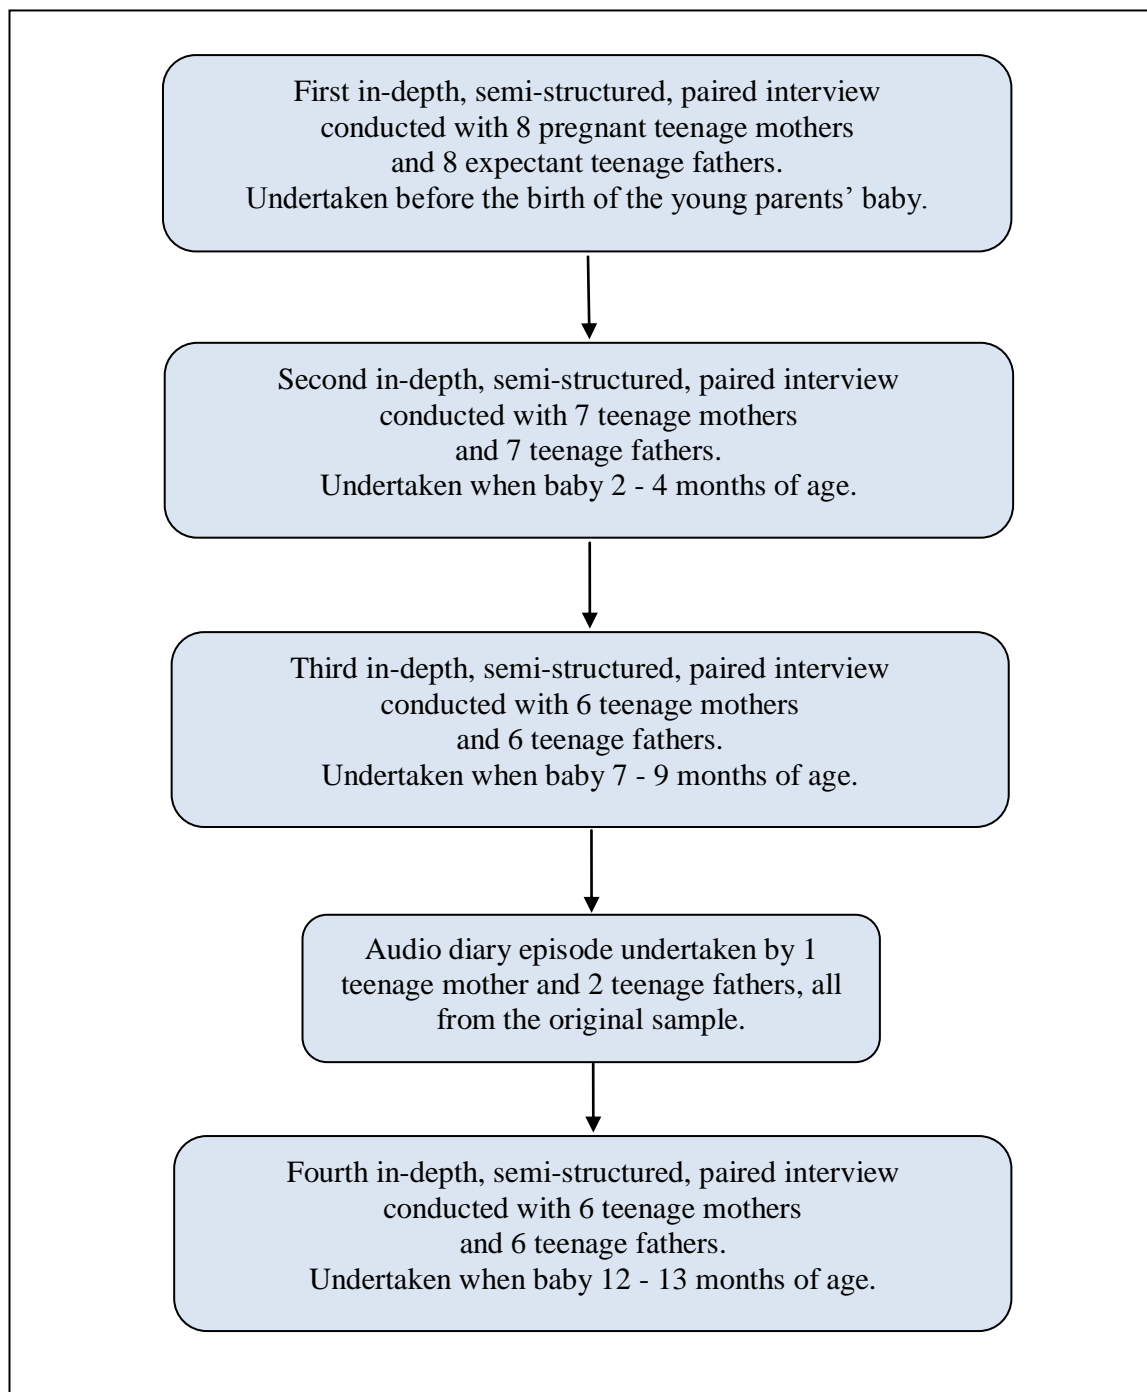 First in-depth, semi-structured, paired interview
conducted with 8 pregnant teenage mothers
and 8 expectant teenage fathers.
Undertaken before the birth of the young parents’ baby.
Second in-depth, semi-structured, paired interview
conducted with 7 teenage mothers
and 7 teenage fathers.
Undertaken when baby 2 - 4 months of age.
Third in-depth, semi-structured, paired interview
conducted with 6 teenage mothers
and 6 teenage fathers.
Undertaken when baby 7 - 9 months of age.
Audio diary episode undertaken by 1
teenage mother and 2 teenage fathers, all
from the original sample.
Fourth in-depth, semi-structured, paired interview
conducted with 6 teenage mothers
and 6 teenage fathers.
Undertaken when baby 12 - 13 months of age.